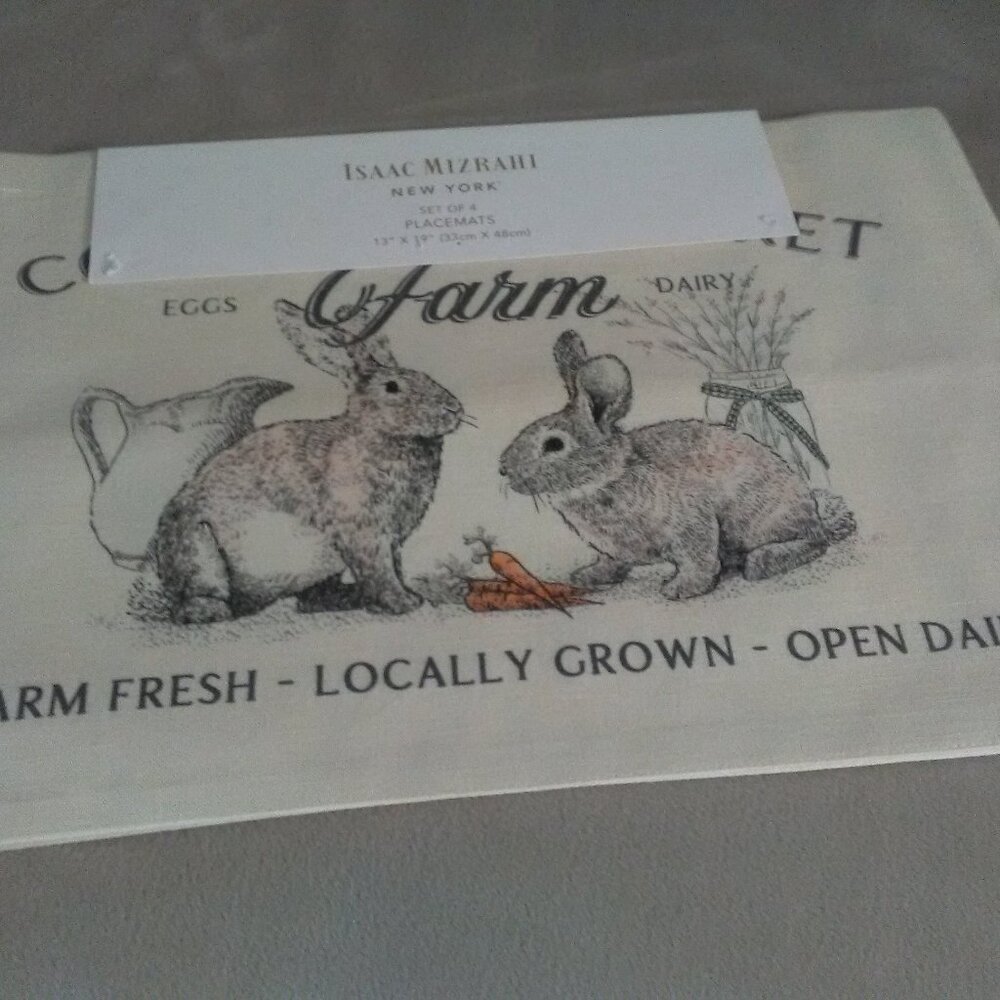 ISAAC MIZRAHI
NEW YORK
SET OF 4
PLACEMATS
13" X 19" (33cm X 48cm)
EGGS Farm DAIRY
ARM FRESH - LOCALLY GROWN - OPEN DAI